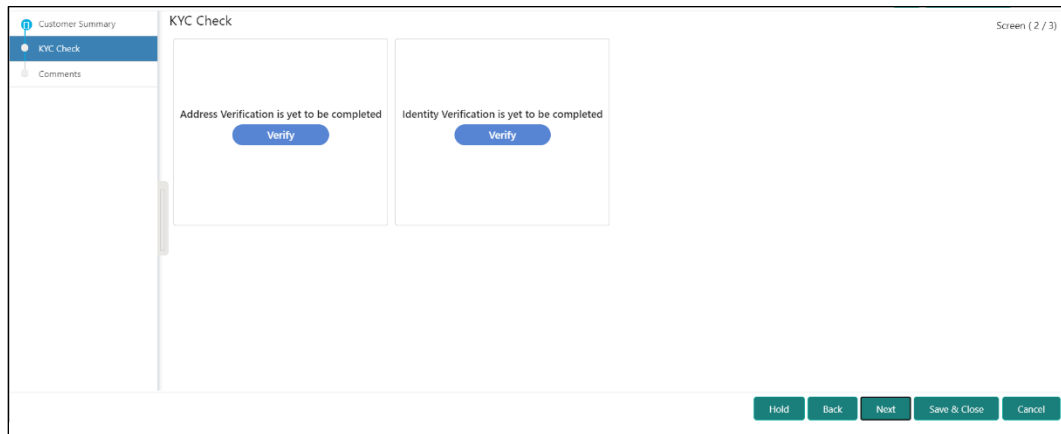 Customer Summary
KYC Check
Comments
KYC Check
Screen ( 2 / 3)
Address Verification is yet to be completed
Verify
Identity Verification is yet to be completed
Verify
Hold
Back
Next
Save & Close
Cancel